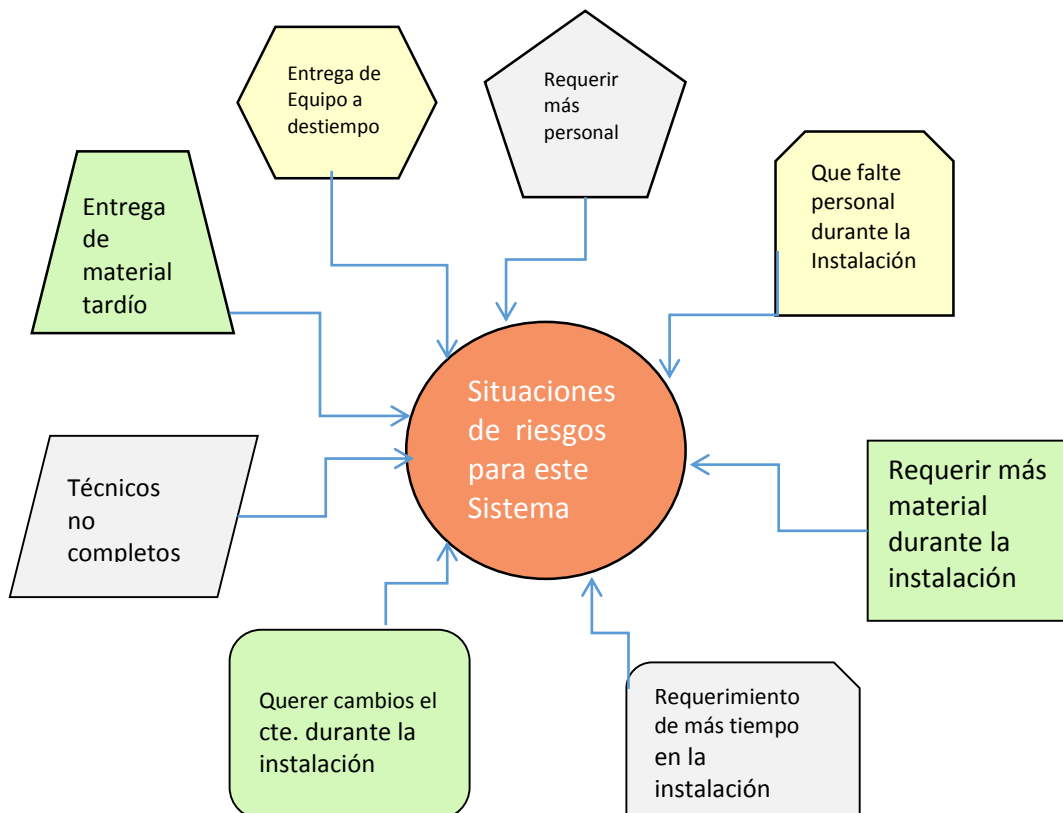 Entrega de
Equipo a
destiempo
Requerir
más
personal
Que falte
personal
durante la
Instalación
Entrega
de
material
tardío
Situaciones
de riesgos
para este
Sistema
Técnicos
no
completos
Requerir más
material
durante la
instalación
Querer cambios el
cte. durante la
instalación
Requerimiento
de más tiempo
en la
instalación